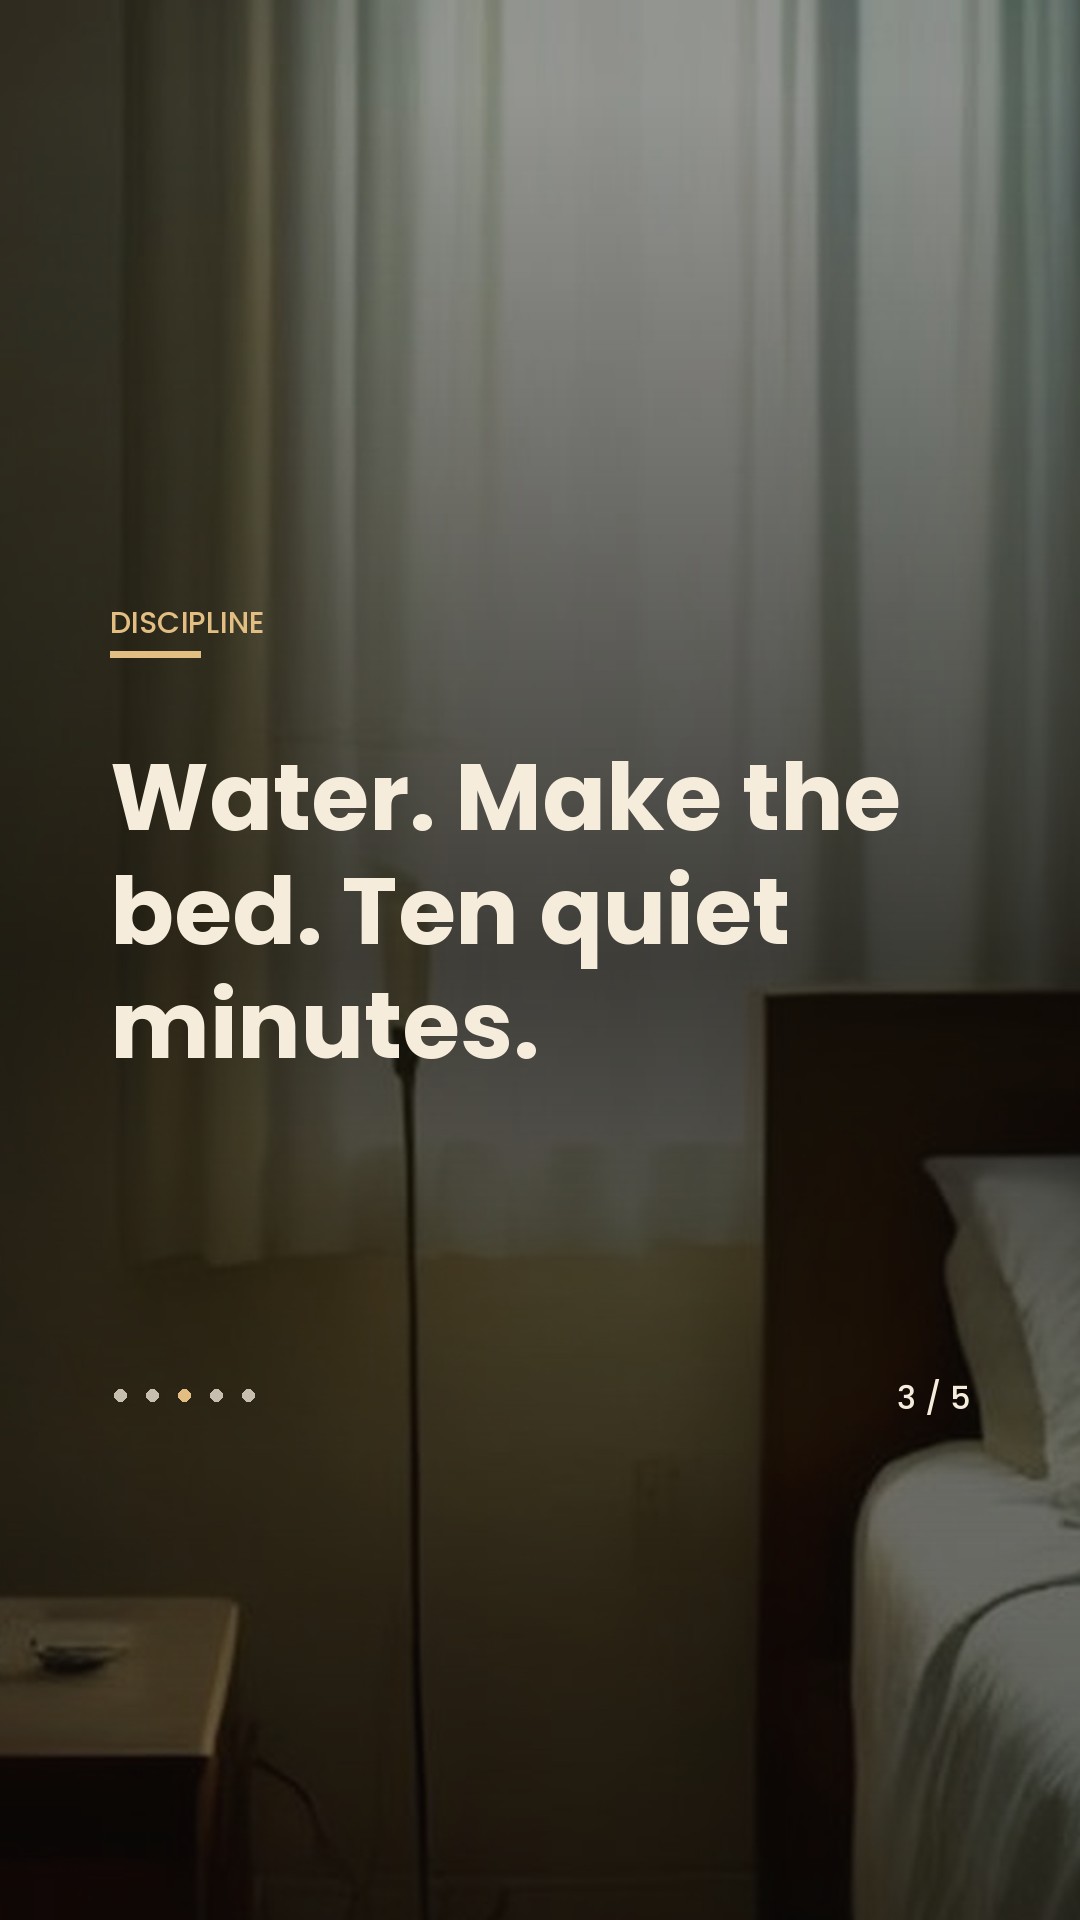 DISCIPLINE
Water. Make the
bed. Ten quiet
minutes.
3 / 5